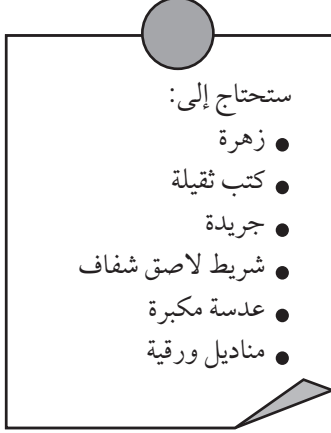 ستحتاج إلى:
● زهرة
● كتب ثقيلة
● جريدة
● شريط لاصق شفاف
● عدسة مكبرة
● مناديل ورقية